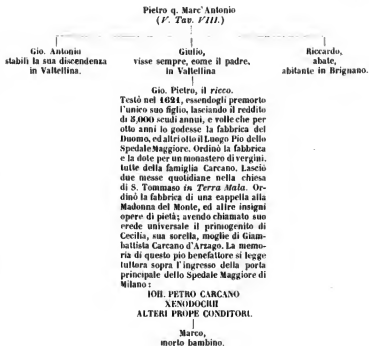 Pietro q. Marc' Antonio
(V. Tav. VIII.)
Gio. Antonio
stabilì la sua discendenza
in Valtellina.
Giulio,
visse sempre, come il padre,
in Valtellina
Riccardo,
abate,
abitante in Brignano.
Gio. Pietro, il ricco.
Testò nel 1621, essendogli premorto
l'unico suo figlio, lasciando il reddito
di 5,000 scudi annui, e volle che per
otto anni lo godesse la fabbrica del
Duomo, ed altri otto il Luogo Pio dello
Spedale Maggiore. Ordinò la fabbrica
e la dote per un monastero di vergini,
tutte della famiglia Carcano. Lasciò
due messe quotidiane nella chiesa
di S. Tommaso in Terra Mala. Or-
dinò la fabbrica di una cappella alla
Madonna del Monte, ed altre insigni
opere di pietà; avendo chiamato suo
erede universale il primogenito di
Cecilia, sua sorella, moglie di Giam-
battista Carcano d'Arzago. La memo-
ria di questo pio benefattore si legge
tuttora sopra l'ingresso della porta
principale dello Spedale Maggiore di
Milano:
IOH. PETRO CARCANO
XENODOCHII
ALTERI PROPE CONDITORI.
Marco,
morto bambino.